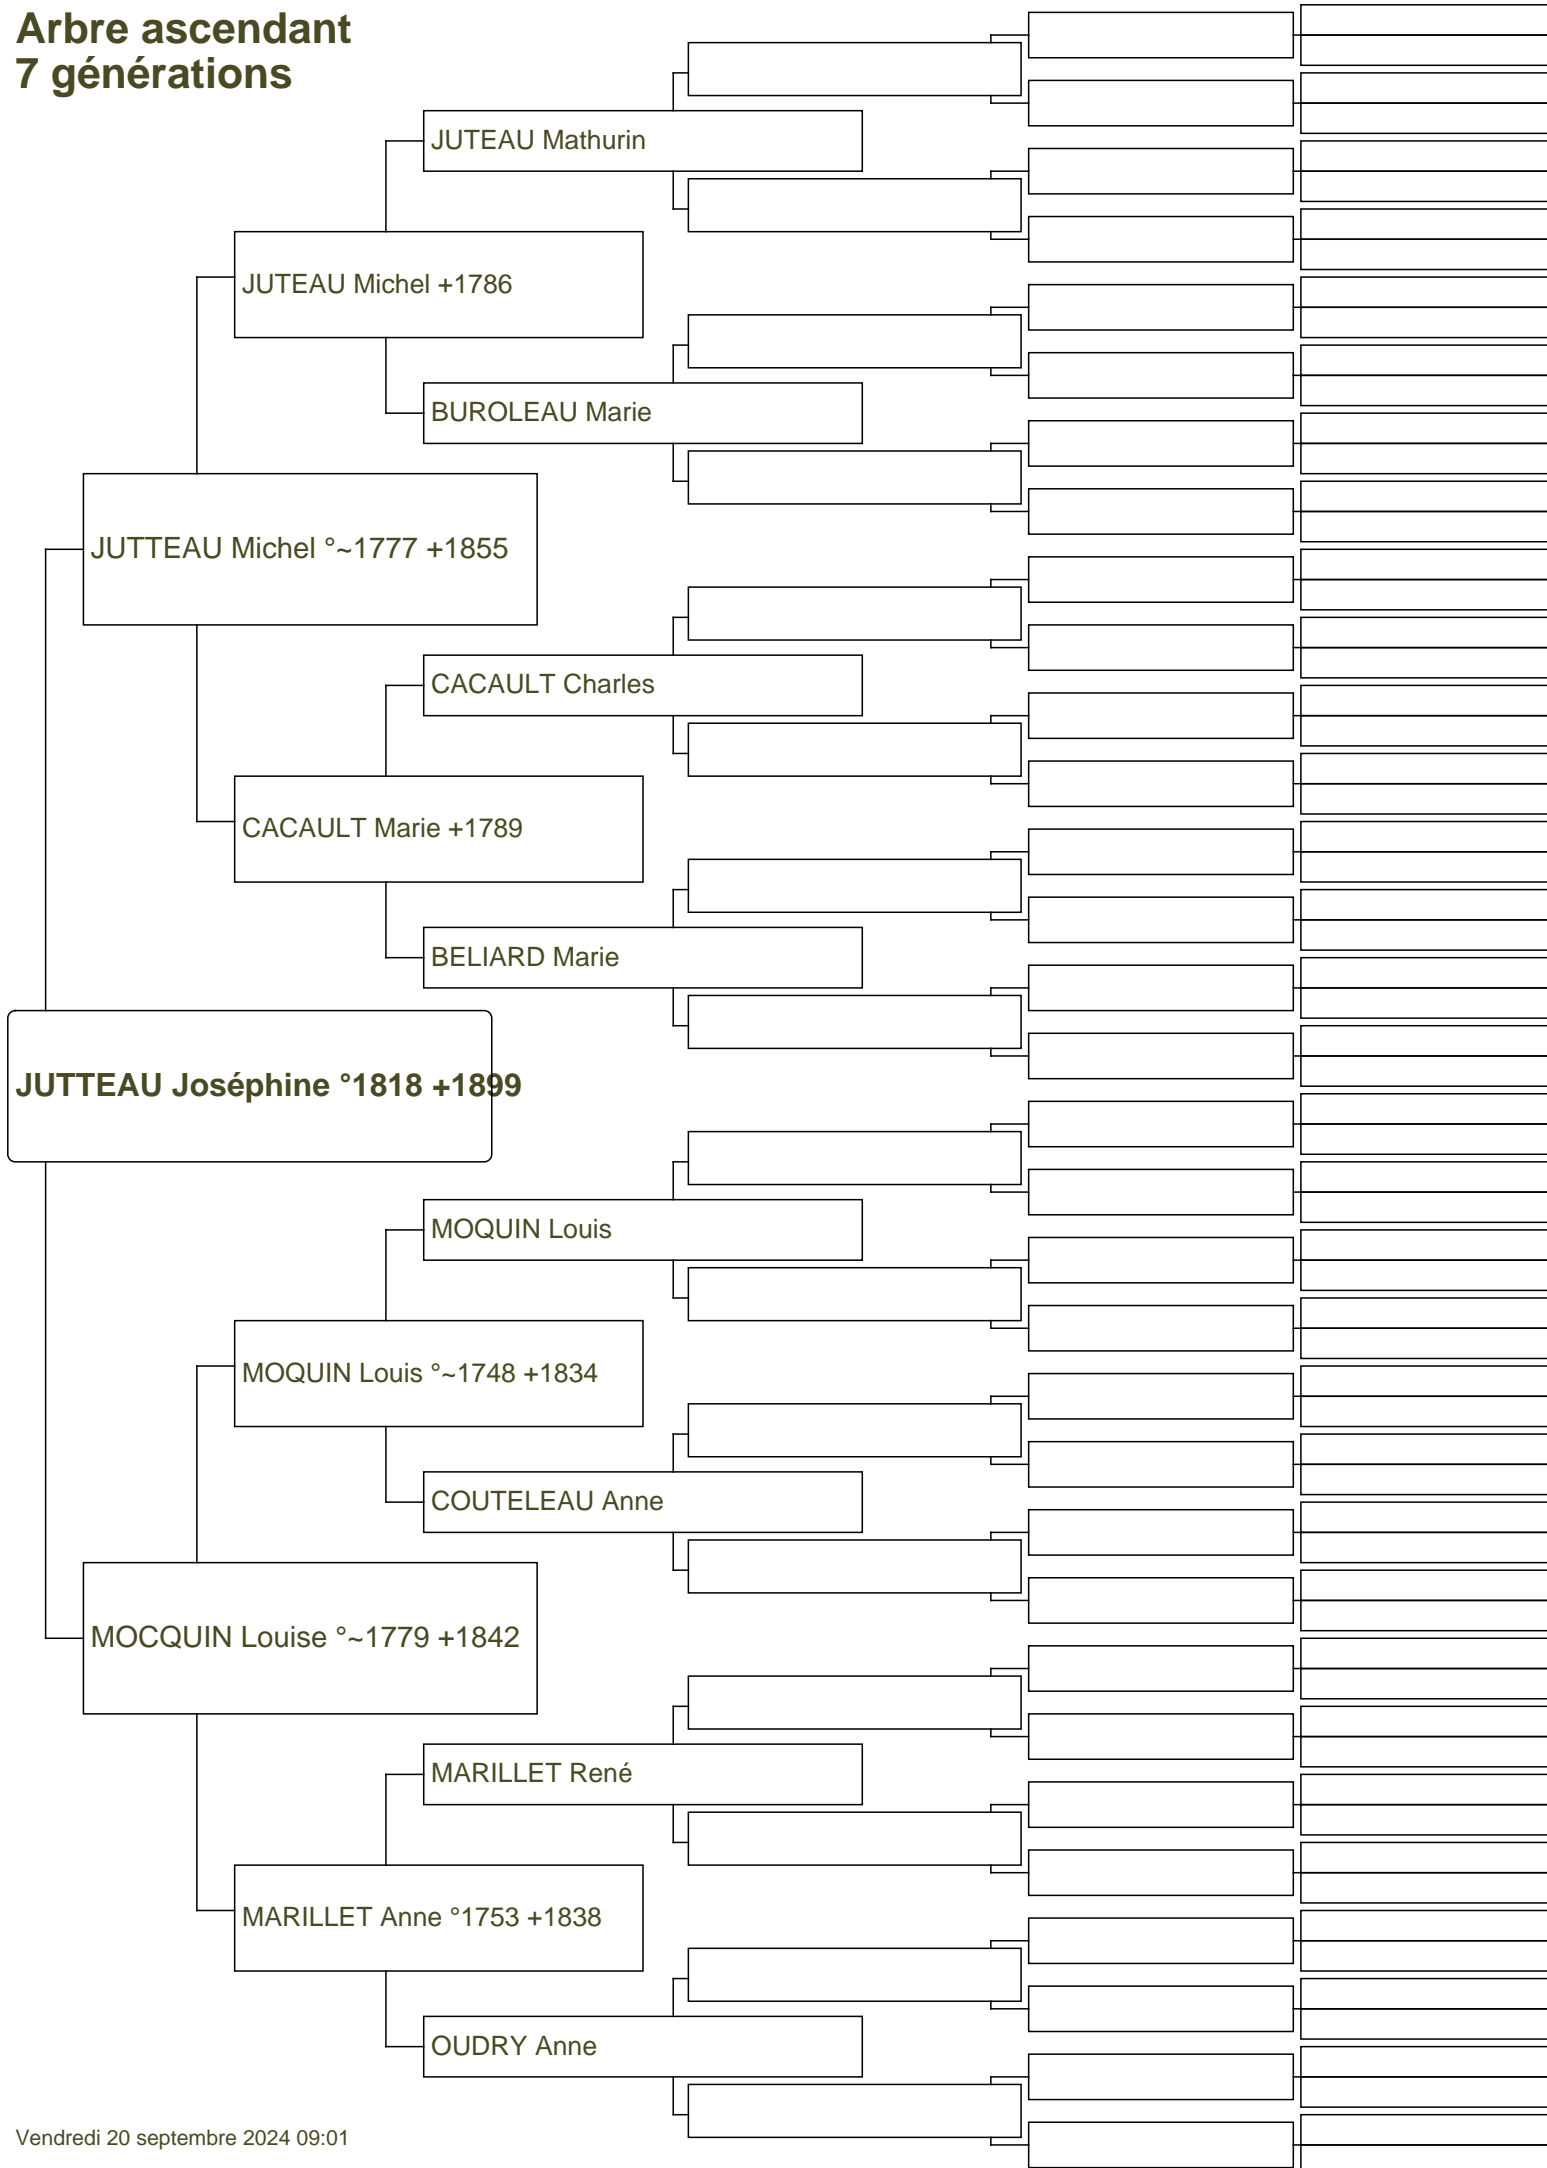 Arbre ascendant
7 générations
JUTEAU Mathurin
JUTEAU Michel +1786
BUROLEAU Marie
JUTTEAU Michel °~1777 +1855
CACAULT Charles
CACAULT Marie +1789
BELIARD Marie
JUTTEAU Joséphine °1818 +1899
MOQUIN Louis
MOQUIN Louis °~1748 +1834
COUTELEAU Anne
MOCQUIN Louise °~1779 +1842
MARILLET René
MARILLET Anne °1753 +1838
OUDRY Anne
Vendredi 20 septembre 2024 09:01